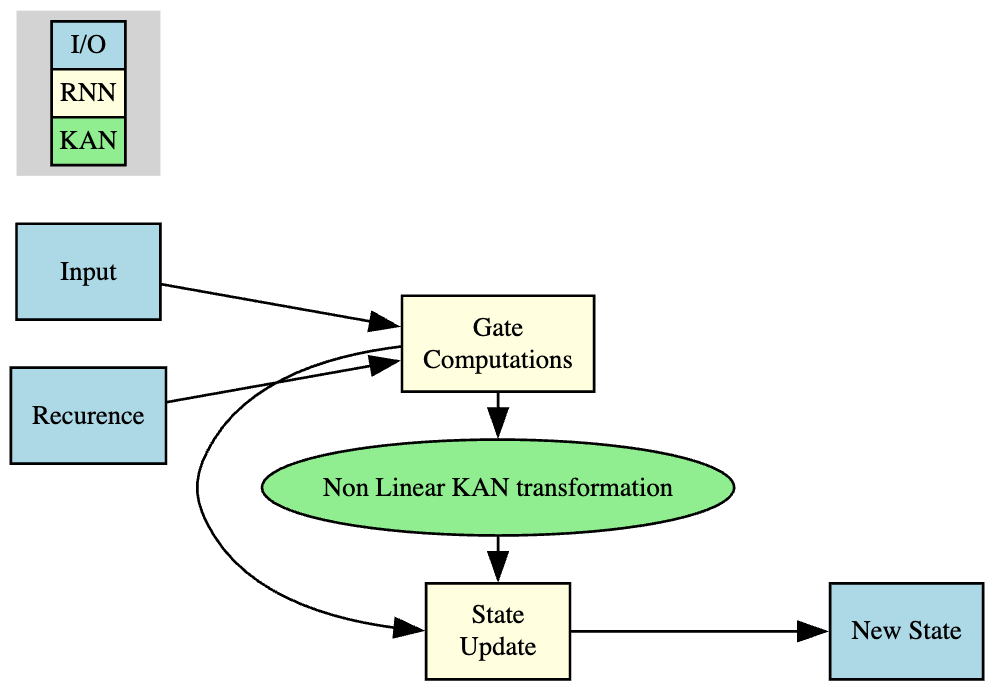 I/O
RNN
KAN
Input
Recurence
Gate
Computations
Non Linear KAN transformation
State
Update
New State